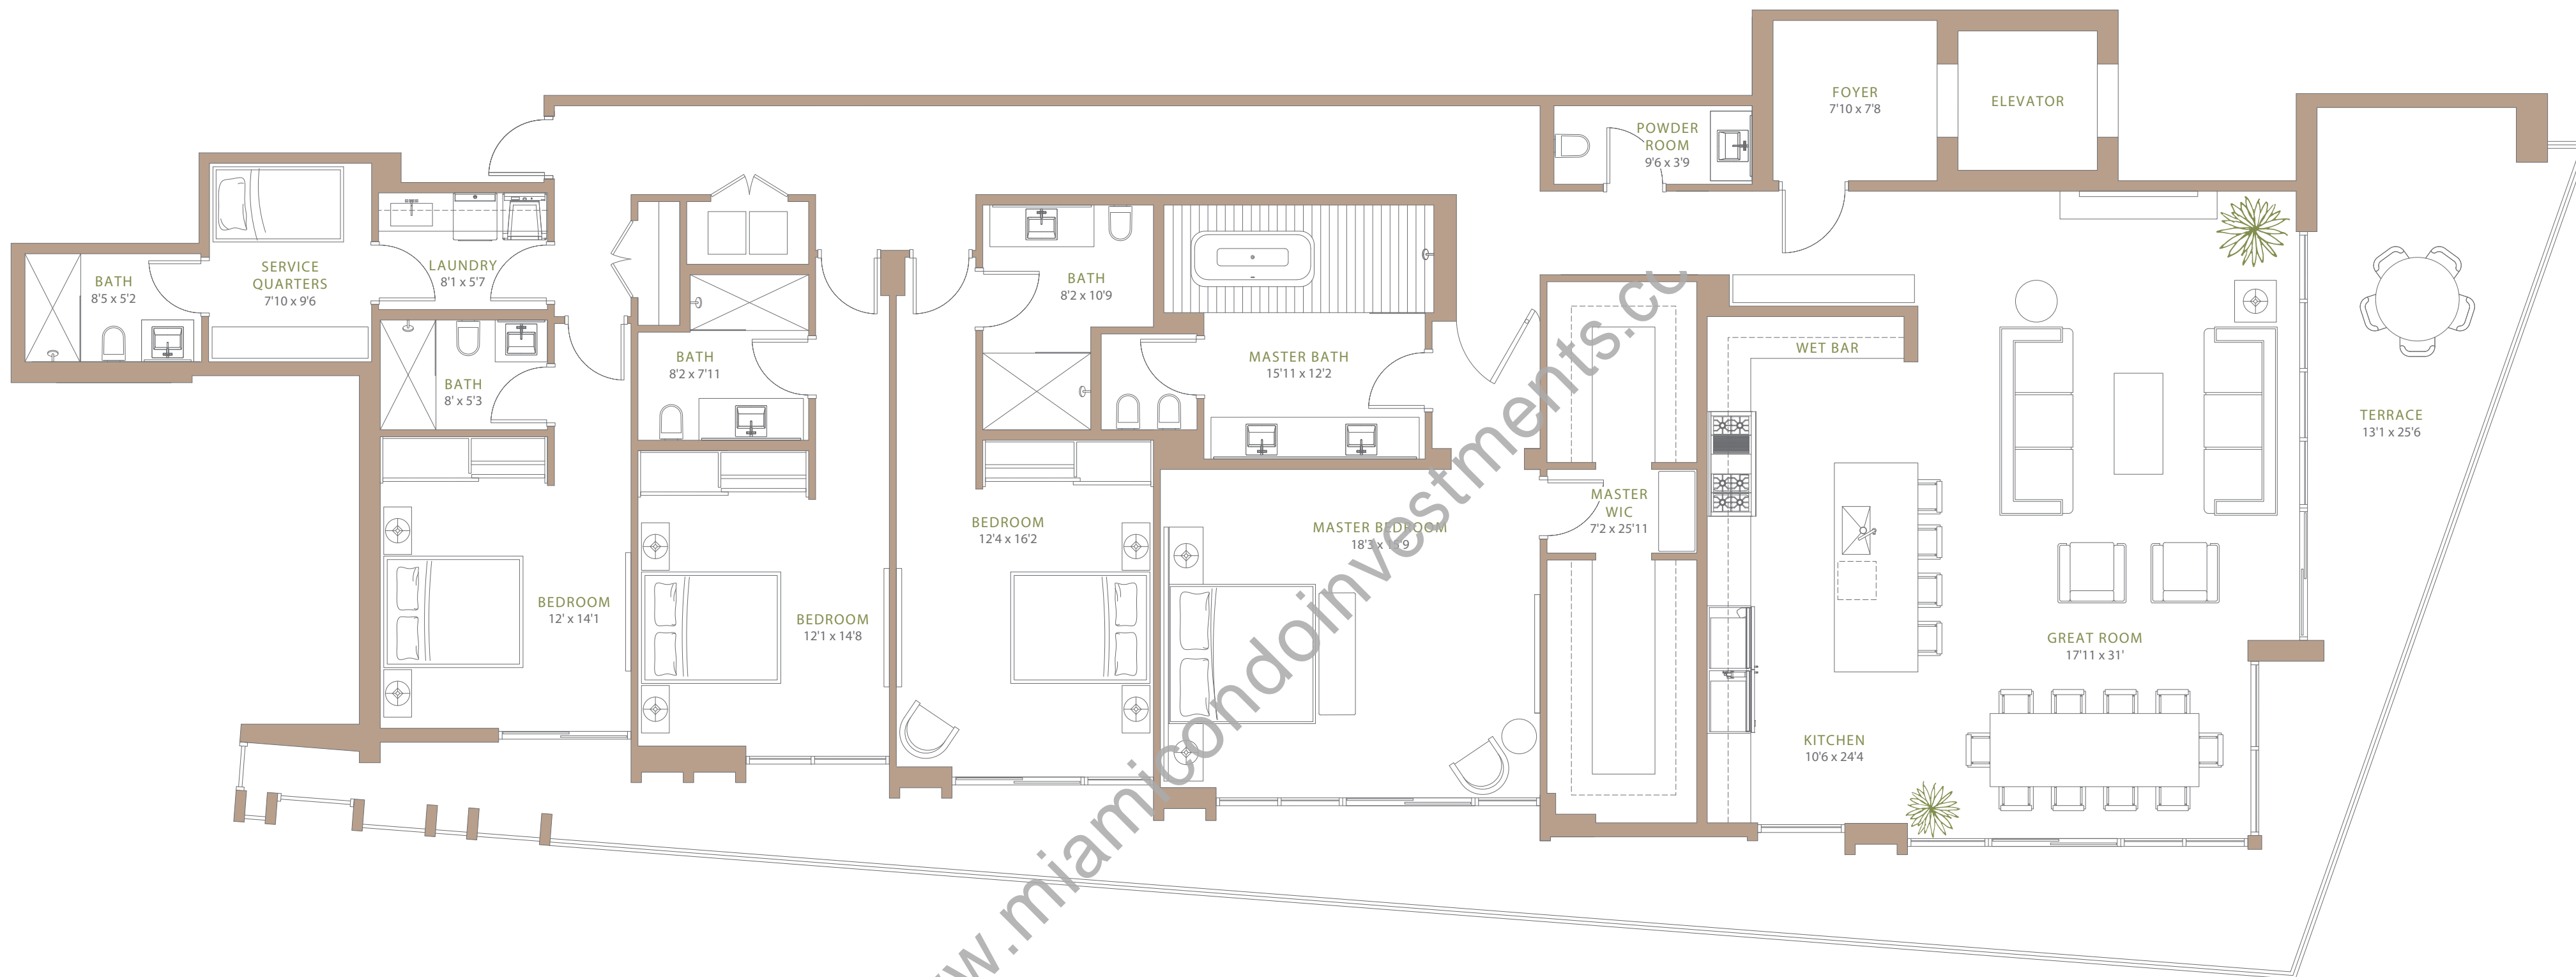 FOYER
7'10 x 7'8
ELEVATOR
POWDER
ROOM
9'6 x 3'9
BATH
8'5 x 5'2
SERVICE
QUARTERS
7'10 x 9'6
LAUNDRY
8'1 x 5'7
BATH
8'2 x 10'9
BATH
8' x 5'3
BATH
8'2 x 7'11
MASTER BATH
15'11 x 12'2
WET BAR
TERRACE
13'1 x 25'6
BEDROOM
12'4 x 16'2
MASTER BEDROOM
18'3 x
MASTER
WIC
7'2 x 25'11
BEDROOM
12' x 14'1
BEDROOM
12'1 x 14'8
GREAT ROOM
17'11 x 31'
KITCHEN
10'6 x 24'4
w.miamicondoinvestments.c